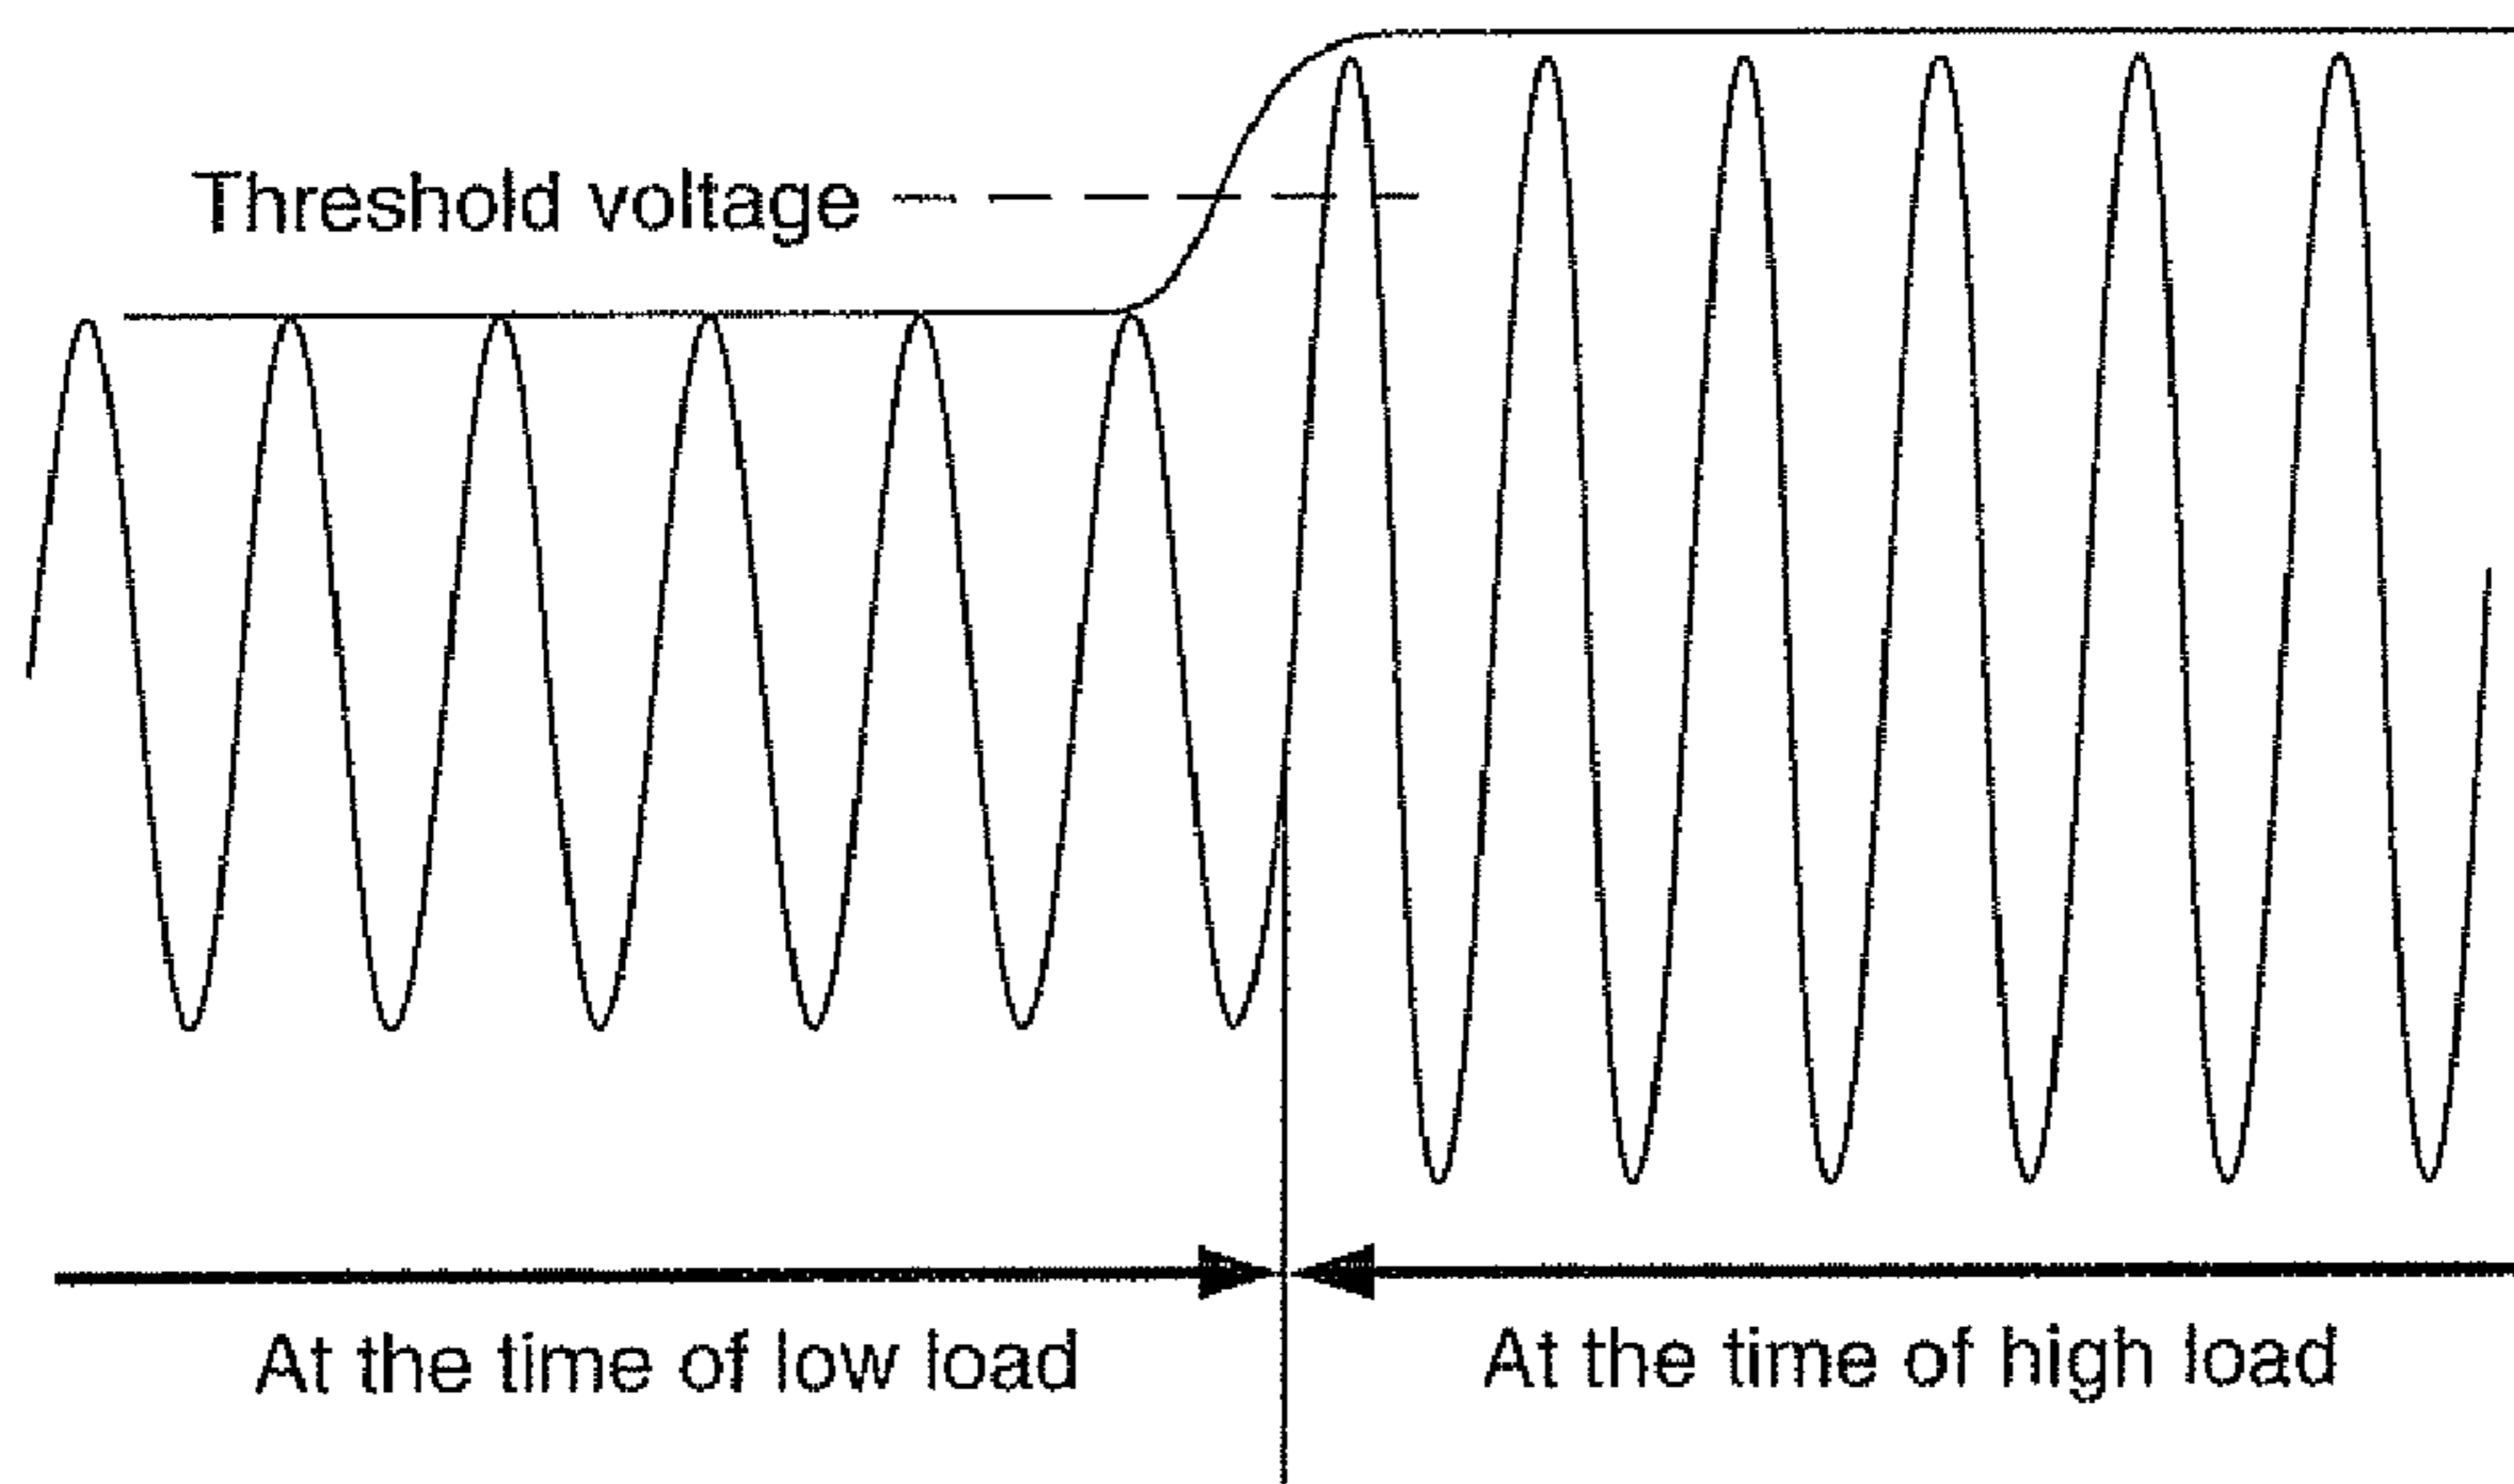 Threshold voltage
At the time of low load
At the time of high load